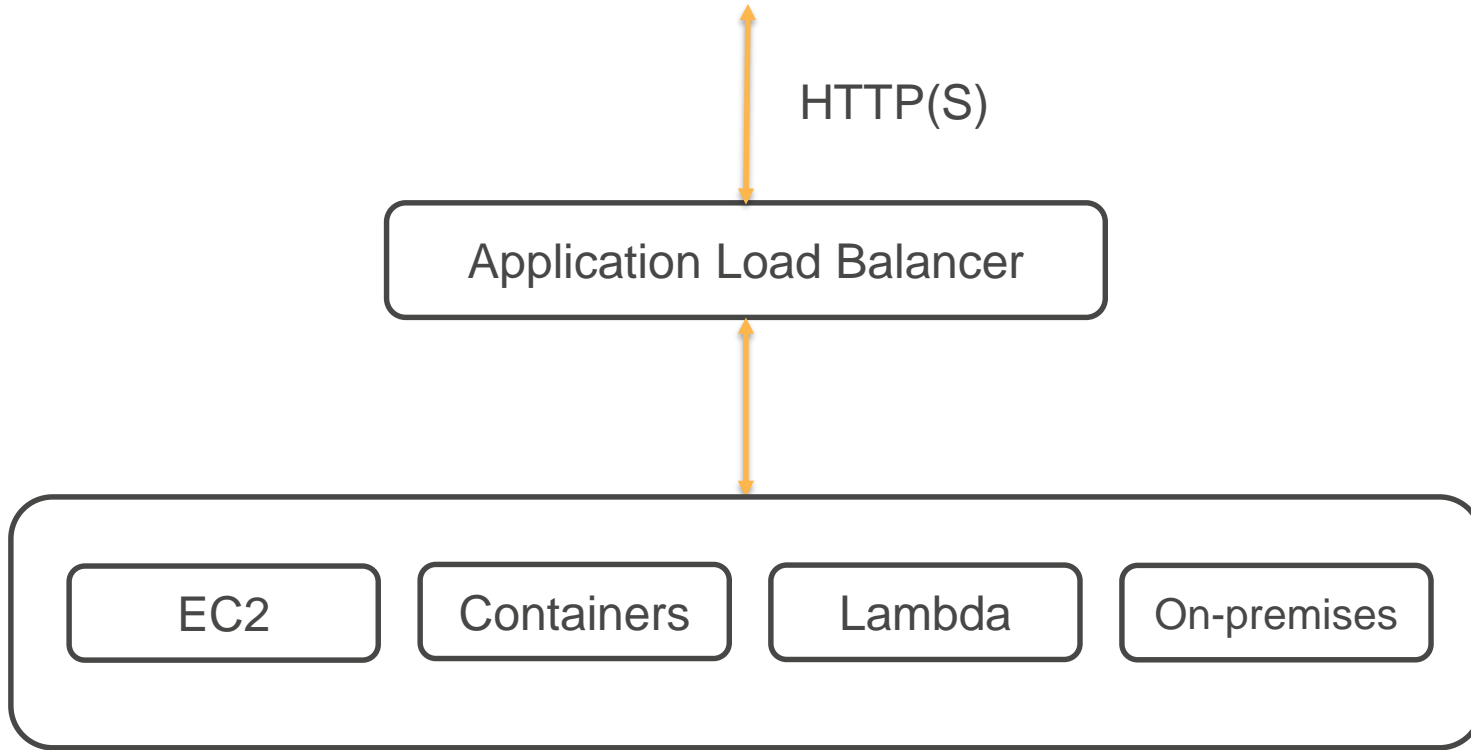 HTTP(S)
Application Load Balancer
EC2
Containers
Lambda
On-premises